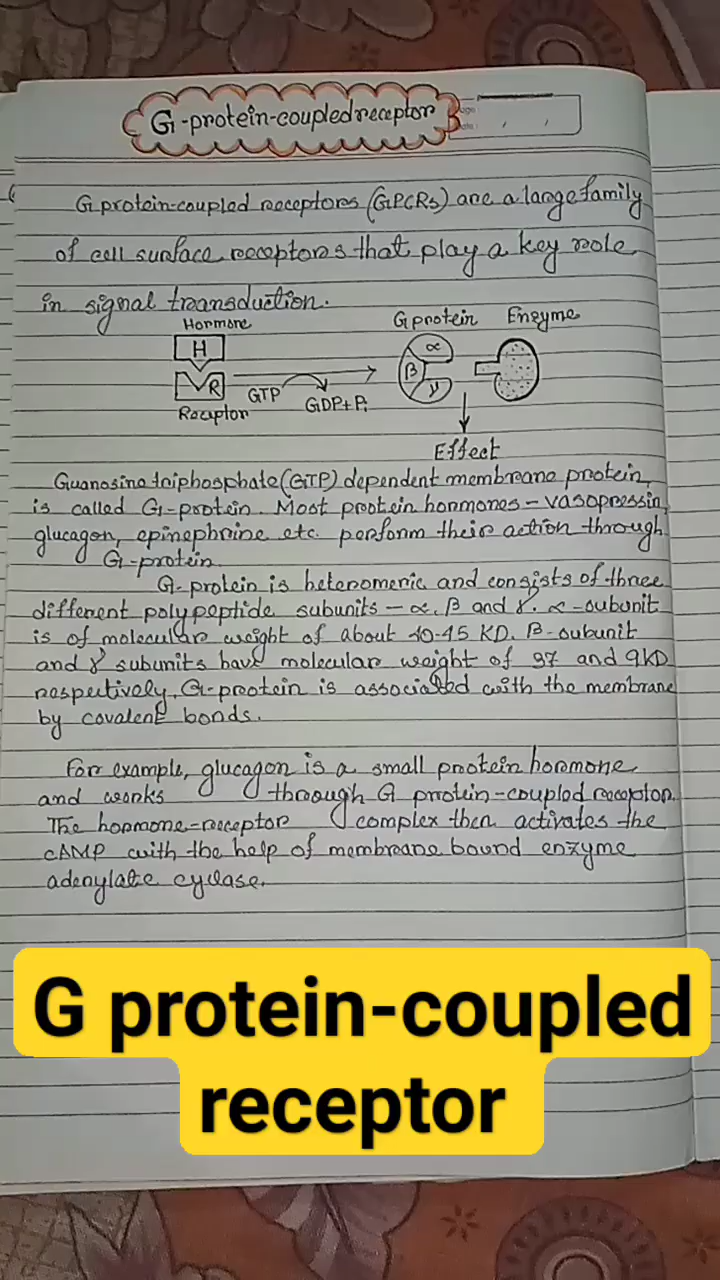 G-protein-coupled receptor
Page
Date :
G protein-coupled receptors (GPCRs) are a large family
of cell surface receptors that play a key role
in signal transduction.
Hormone
G protein Enzyme
H
α
β
γ
R
GTP
GDP+Pi
Receptor
Effect
Guanosine triphosphate (GTP) dependent membrane protein,
is called G-protein. Most protein hormones - vasopressin,
glucagon, epinephrine etc. perform their action through
G-protein.
G-protein is heteromeric and consists of three
different polypeptide subunits - α, β and γ. α-subunit
is of molecular weight of about 40-45 KD. β-subunit
and γ subunits have molecular weight of 37 and 9KD
respectively. G-protein is associated with the membrane
by covalent bonds.
For example, glucagon is a small protein hormone
and works through G protein-coupled receptor.
The hormone-receptor complex then activates the
cAMP with the help of membrane bound enzyme
adenylate cyclase.
G protein-coupled
receptor